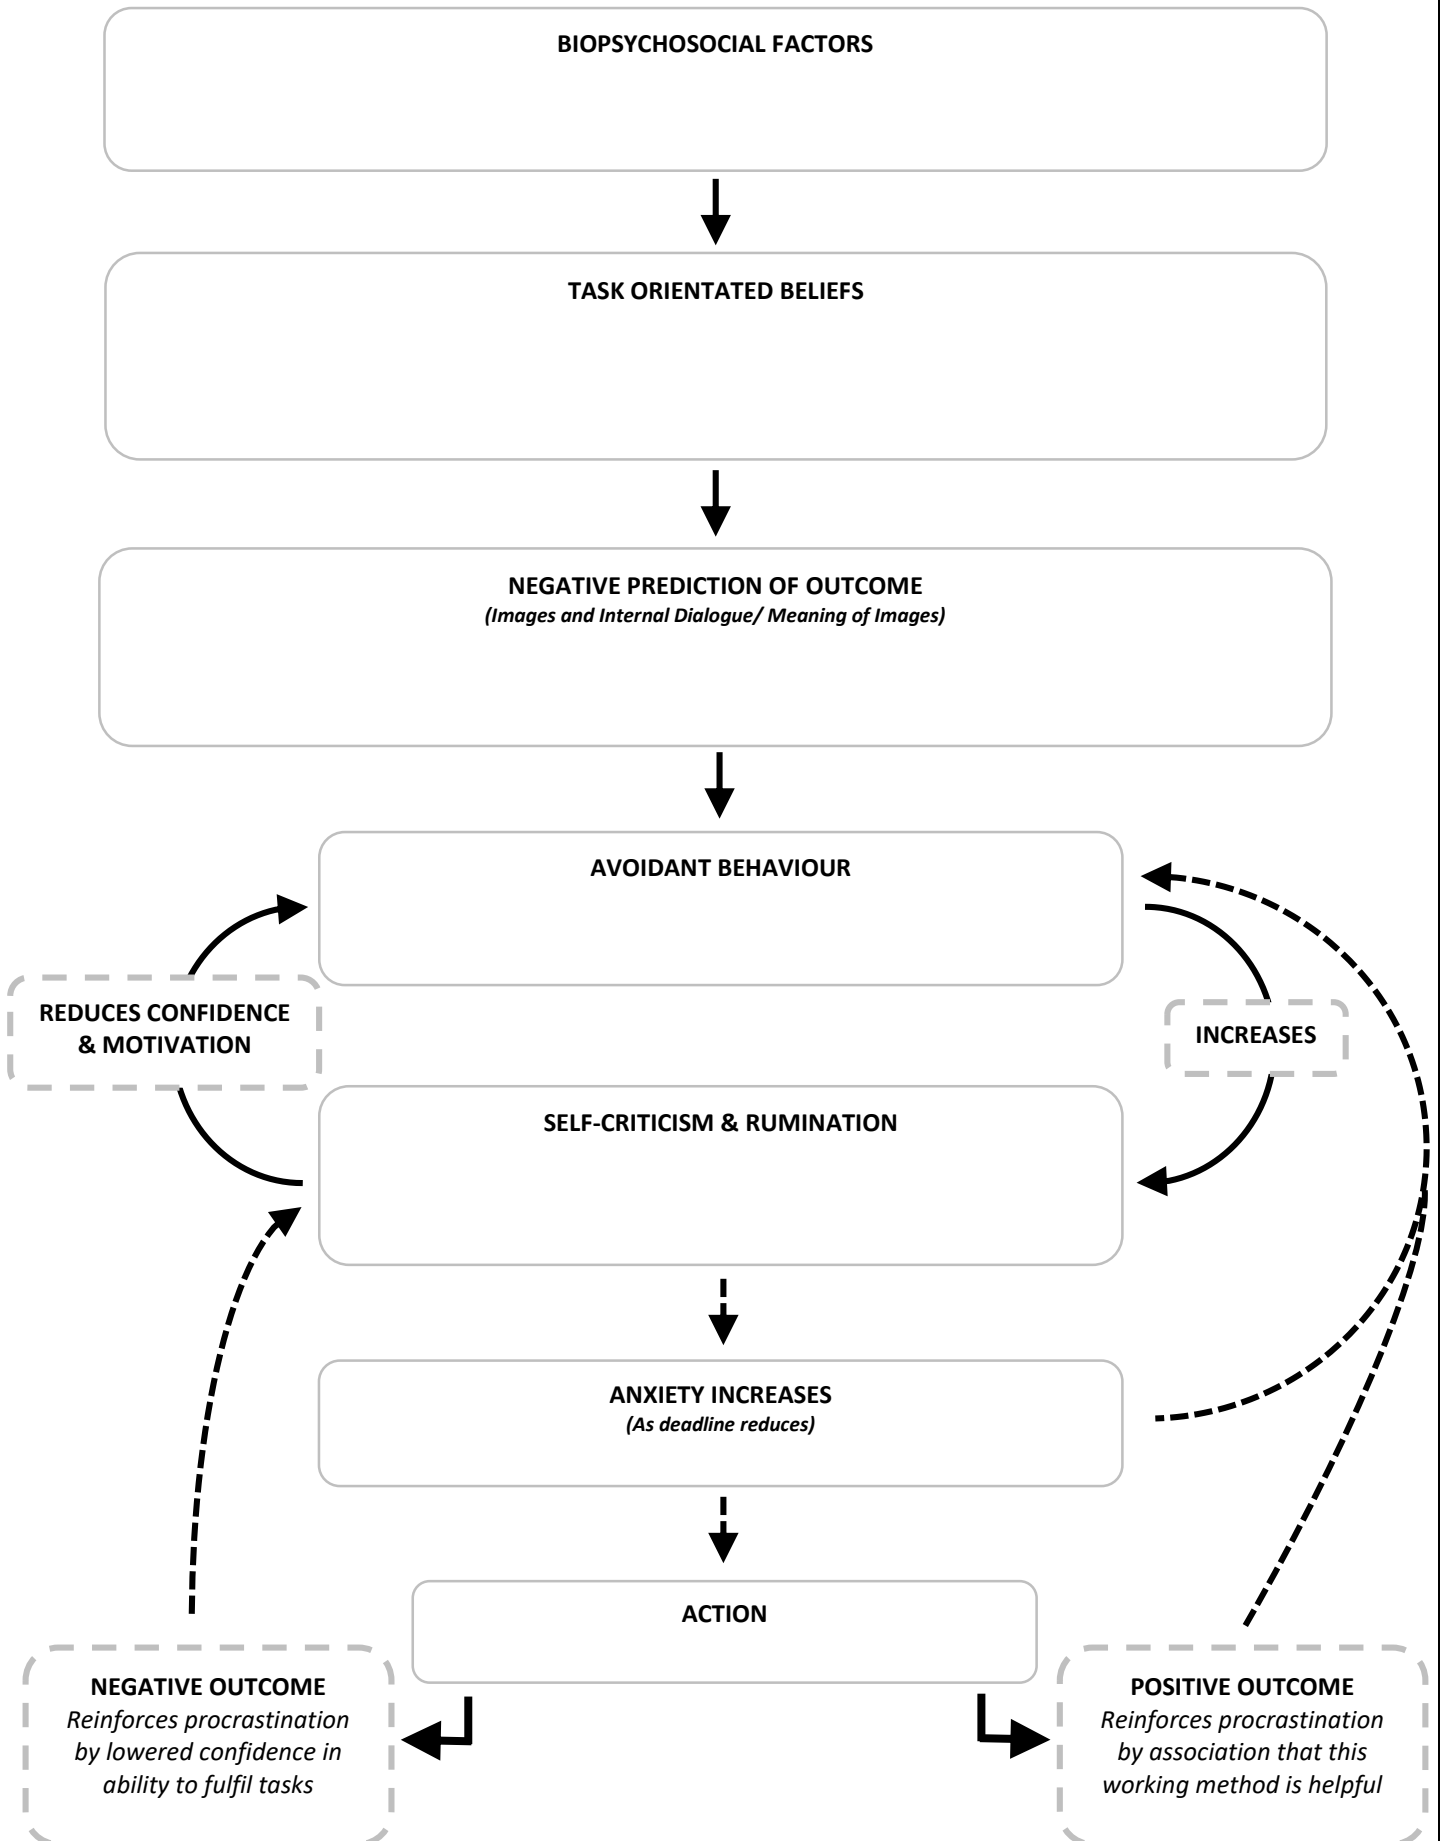 BIOPSYCHOSOCIAL FACTORS
TASK ORIENTATED BELIEFS
NEGATIVE PREDICTION OF OUTCOME
(Images and Internal Dialogue/ Meaning of Images)
AVOIDANT BEHAVIOUR
REDUCES CONFIDENCE
& MOTIVATION
INCREASES
SELF-CRITICISM & RUMINATION
ANXIETY INCREASES
(As deadline reduces)
ACTION
NEGATIVE OUTCOME
Reinforces procrastination
by lowered confidence in
ability to fulfil tasks
POSITIVE OUTCOME
Reinforces procrastination
by association that this
working method is helpful